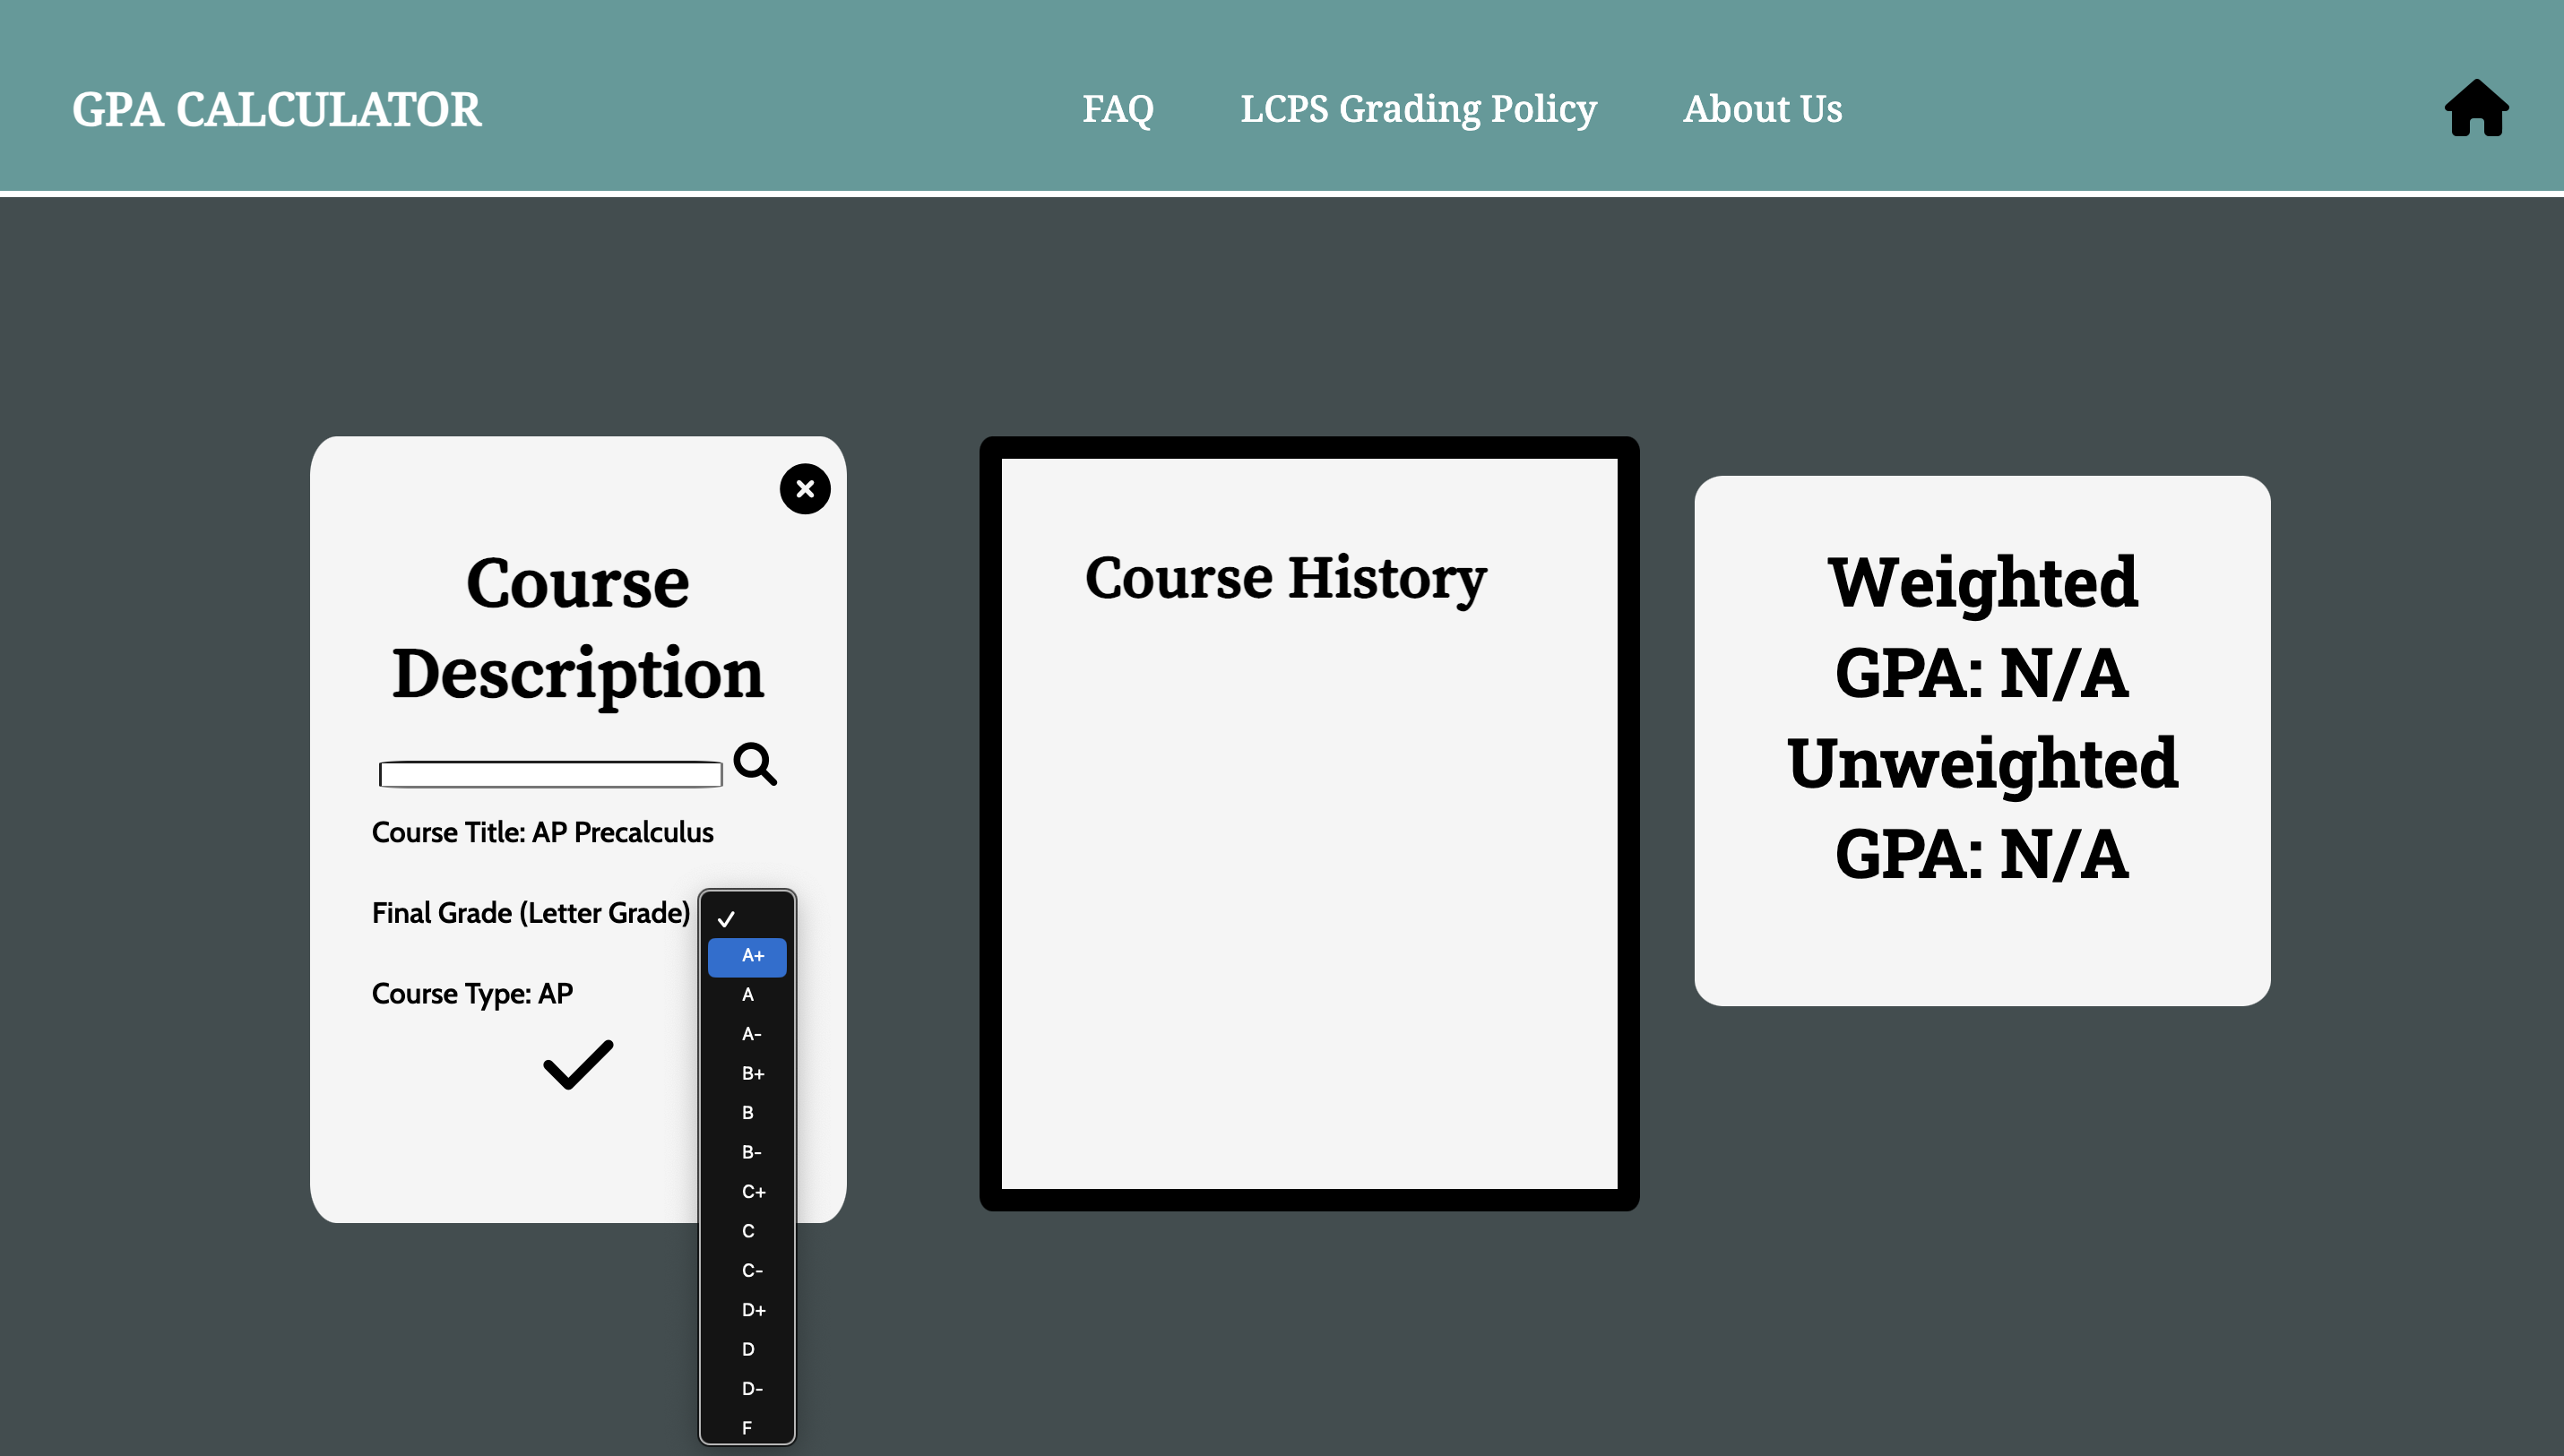 GPA CALCULATOR
FAQ
LCPS Grading Policy
About Us
Course
Description
Course Title: AP Precalculus
Final Grade (Letter Grade)
Course Type: AP
A+
A
A-
B+
B
B-
C+
C
C-
D+
D
D-
F
Course History
Weighted
GPA: N/A
Unweighted
GPA: N/A